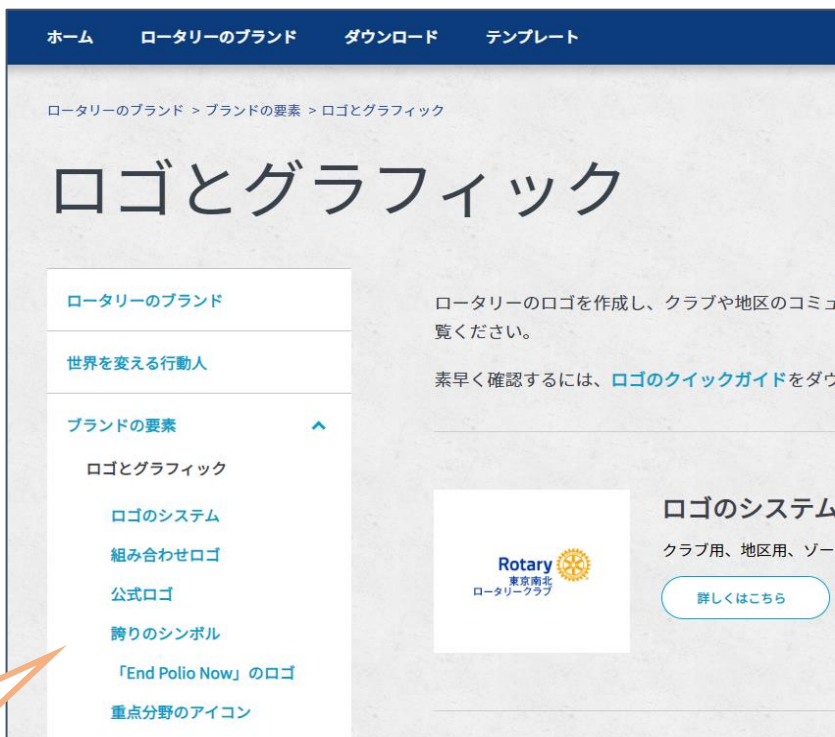 ホーム ロータリーのブランド ダウンロード テンプレート
ロータリーのブランド > ブランドの要素 > ロゴとグラフィック
ロゴとグラフィック
ロータリーのブランド
世界を変える行動人
ブランドの要素
ロゴとグラフィック
ロゴのシステム
組み合わせロゴ
公式ロゴ
誇りのシンボル
「End Polio Now」のロゴ
重点分野のアイコン
ロータリーのロゴを作成し、クラブや地区のコミュ
覧ください。
素早く確認するには、ロゴのクイックガイドをダウ
Rotary
東京南北
ロータリークラブ
ロゴのシステム
クラブ用、地区用、ゾー
詳しくはこちら